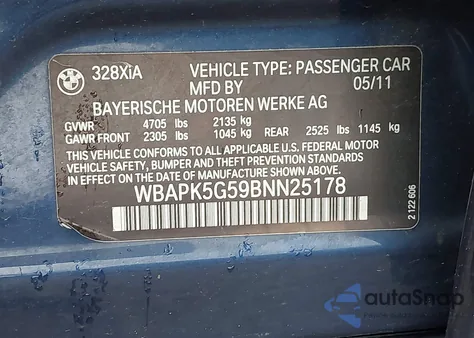 BMW
328XiA VEHICLE TYPE: PASSENGER CAR
MFD BY 05/11
BAYERISCHE MOTOREN WERKE AG
GVWR 4705 lbs 2135 kg
GAWR FRONT 2305 lbs 1045 kg REAR 2525 lbs 1145 kg
THIS VEHICLE CONFORMS TO ALL APPLICABLE U.S. FEDERAL MOTOR
VEHICLE SAFETY, BUMPER AND THEFT PREVENTION STANDARDS IN
EFFECT ON THE DATE OF MANUFACTURE SHOWN ABOVE.
WBAPK5G59BNN25178
2 122 606
autoSnap